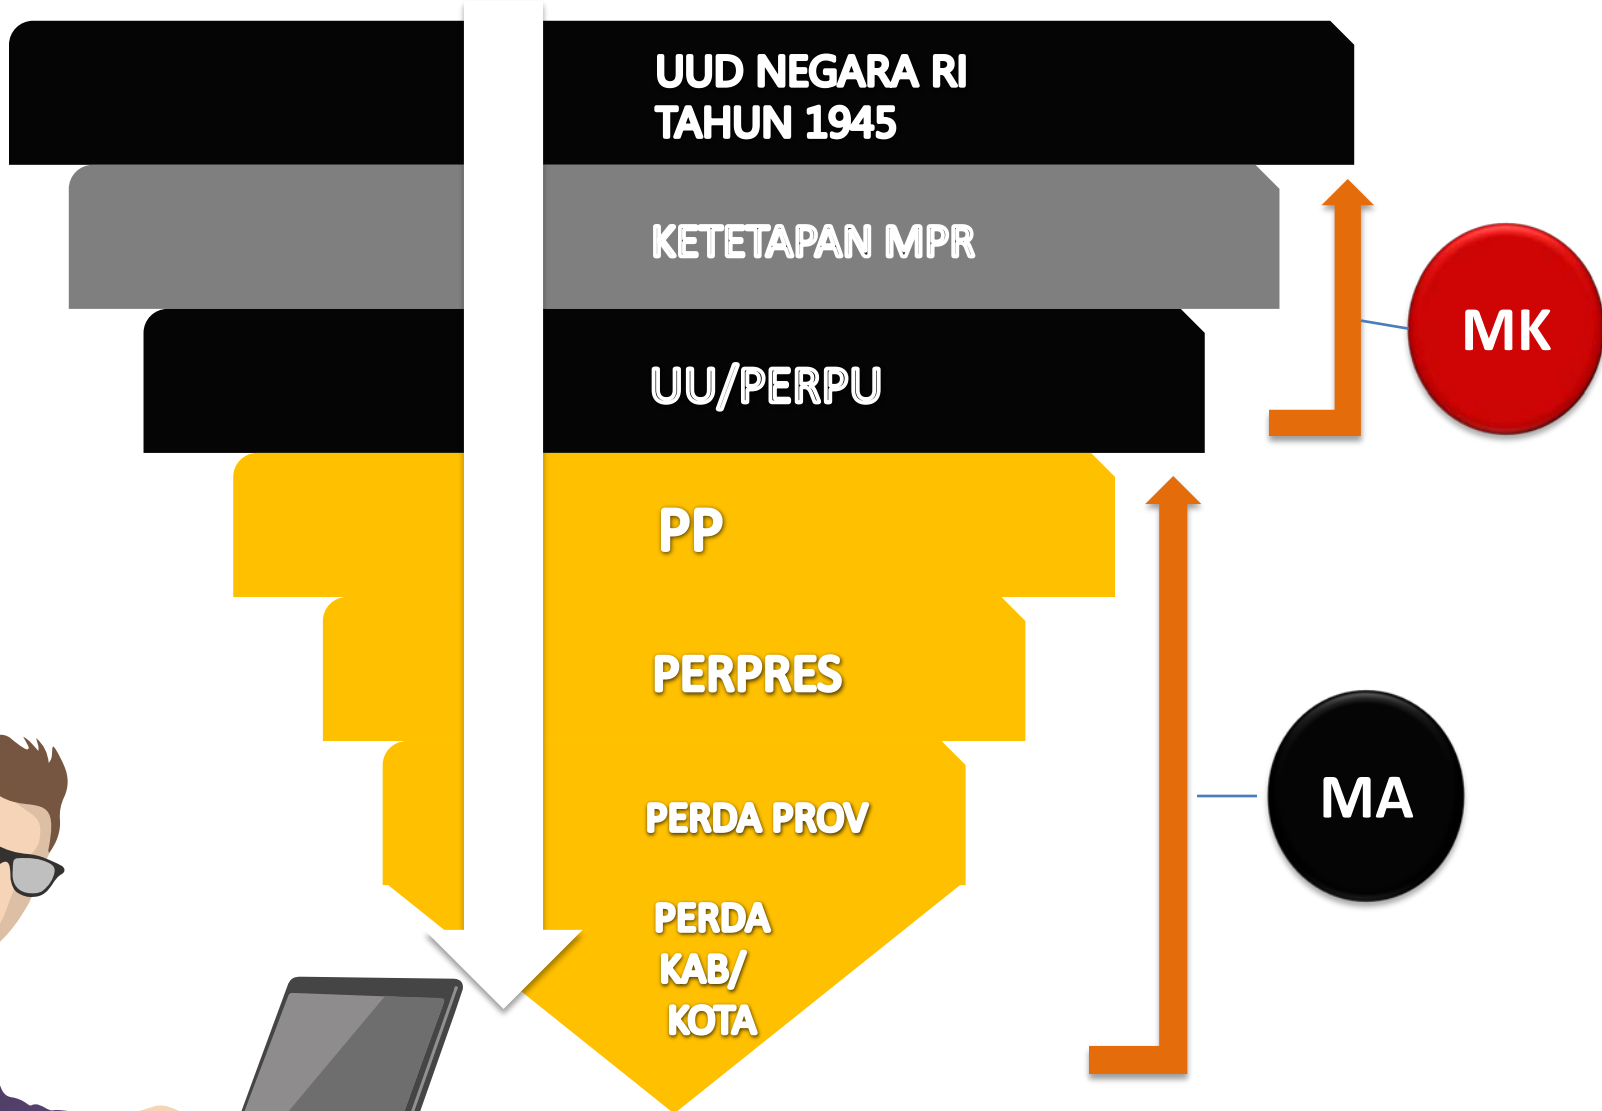 UUD NEGARA RI
TAHUN 1945
KETETAPAN MPR
UU/PERPU
PP
PERPRES
PERDA PROV
PERDA
KAB/
KOTA
MK
MA